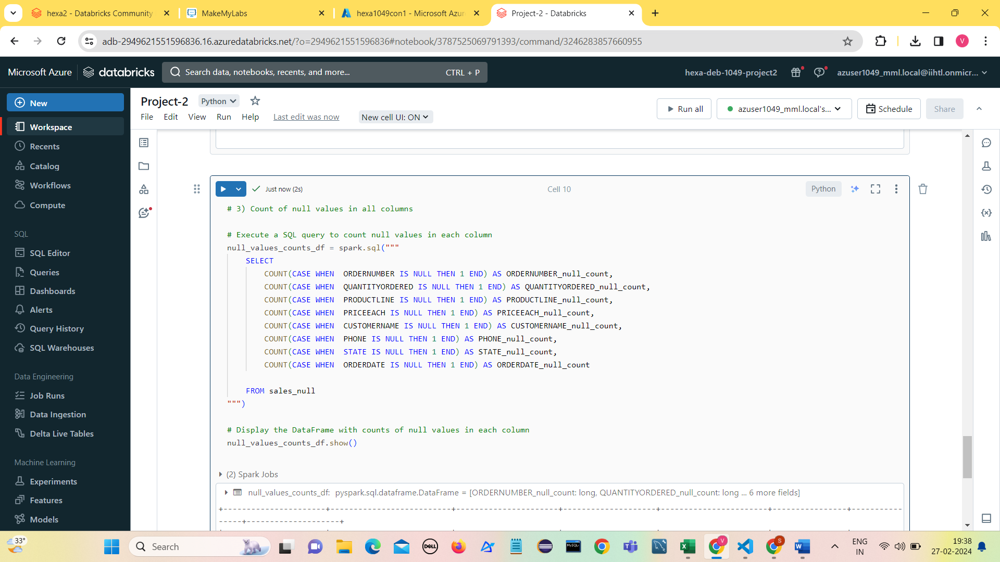 hexa2 - Databricks Community
MakeMyLabs
hexa1049con1 - Microsoft Azur
Project-2 - Databricks
adb-2949621551596836.16.azuredatabricks.net/?o=2949621551596836#notebook/3787525069791393/command/3246283857660955
V
Microsoft Azure
databricks
Search data, notebooks, recents, and more...
CTRL + P
hexa-deb-1049-project2
azuser1049_mml.local@iihtl.onmicr...
New
Workspace
Recents
Catalog
Workflows
Compute
SQL
SQL Editor
Queries
Dashboards
Alerts
Query History
SQL Warehouses
Data Engineering
Job Runs
Data Ingestion
Delta Live Tables
Machine Learning
Experiments
Features
Models
Project-2
Python
File
Edit
View
Run
Help
Last edit was now
New cell UI: ON
Run all
azuser1049_mml.local's...
Schedule
Share
Just now (2s)
Cell 10
Python
# 3) Count of null values in all columns
# Execute a SQL query to count null values in each column
null_values_counts_df = spark.sql("""
SELECT
COUNT(CASE WHEN  ORDERNUMBER IS NULL THEN 1 END) AS ORDERNUMBER_null_count,
COUNT(CASE WHEN  QUANTITYORDERED IS NULL THEN 1 END) AS QUANTITYORDERED_null_count,
COUNT(CASE WHEN  PRODUCTLINE IS NULL THEN 1 END) AS PRODUCTLINE_null_count,
COUNT(CASE WHEN  PRICEEACH IS NULL THEN 1 END) AS PRICEEACH_null_count,
COUNT(CASE WHEN  CUSTOMERNAME IS NULL THEN 1 END) AS CUSTOMERNAME_null_count,
COUNT(CASE WHEN  PHONE IS NULL THEN 1 END) AS PHONE_null_count,
COUNT(CASE WHEN  STATE IS NULL THEN 1 END) AS STATE_null_count,
COUNT(CASE WHEN  ORDERDATE IS NULL THEN 1 END) AS ORDERDATE_null_count
FROM sales_null
""")
# Display the DataFrame with counts of null values in each column
null_values_counts_df.show()
(2) Spark Jobs
null_values_counts_df: pyspark.sql.dataframe.DataFrame = [ORDERNUMBER_null_count: long, QUANTITYORDERED_null_count: long ... 6 more fields]
+----------------------+--------------------------+----------------------+--------------------+-----------------------+----------------+-----------
-----+--------------------+
33°
Search
DELL
MySQL
V
S
ENG
IN
19:38
27-02-2024